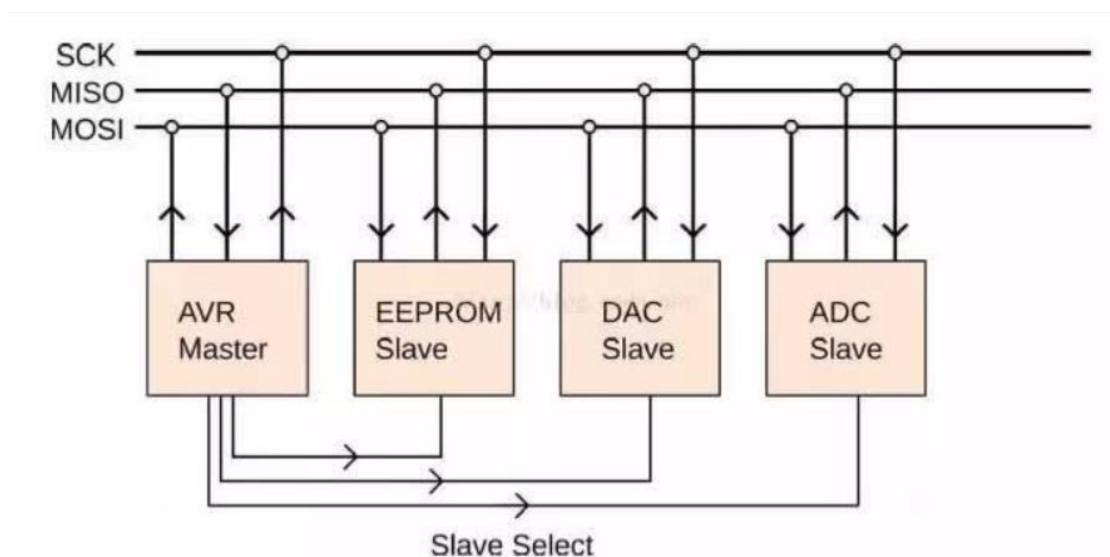 SCK
MISO
MOSI
AVR
Master
EEPROM
Slave
DAC
Slave
ADC
Slave
Slave Select